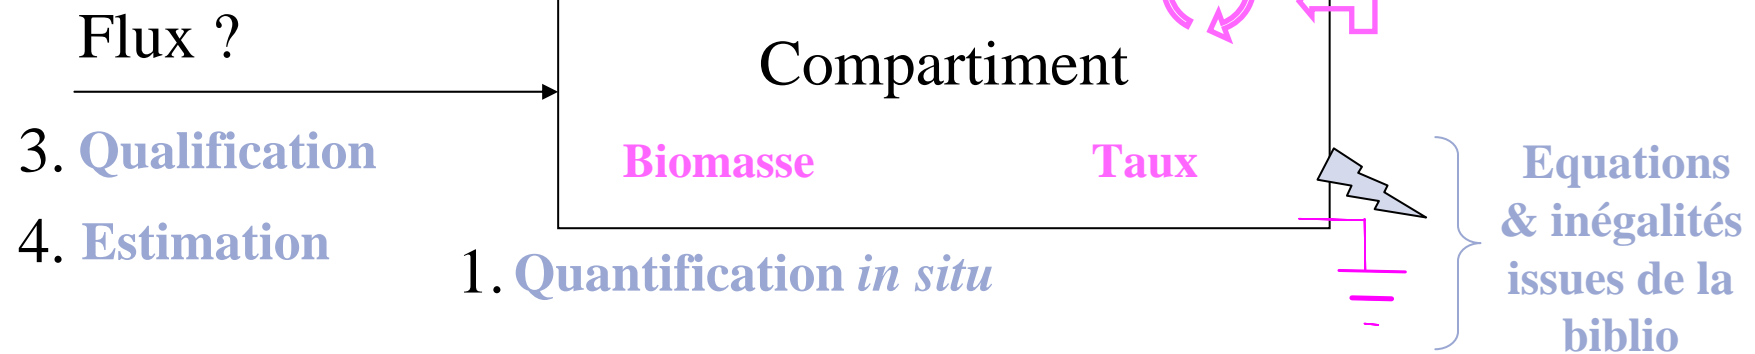 Flux ?
Compartiment
3. Qualification
Biomasse
Taux
4. Estimation
1. Quantification in situ
Equations
& inégalités
issues de la
biblio